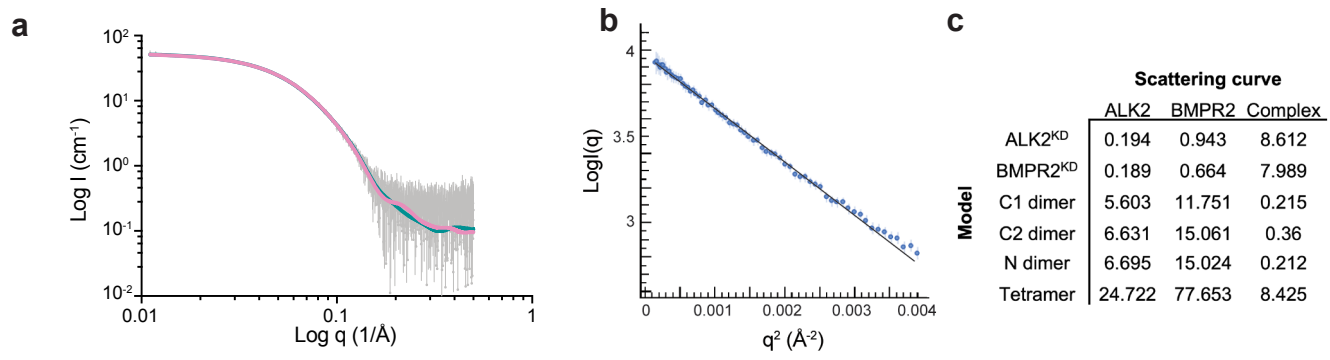 a
Log I (cm-1)
10²
10¹
10⁰
10-1
10-2
0.01
0.1
1
Log q (1/Å)
b
LogI(q)
4
3.5
3
0
0.001
0.002
0.003
0.004
q² (Å-2)
c
Scattering curve
ALK2 BMPR2 Complex
Model
ALK2KD 0.194 0.943 8.612
BMPR2KD 0.189 0.664 7.989
C1 dimer 5.603 11.751 0.215
C2 dimer 6.631 15.061 0.36
N dimer 6.695 15.024 0.212
Tetramer 24.722 77.653 8.425